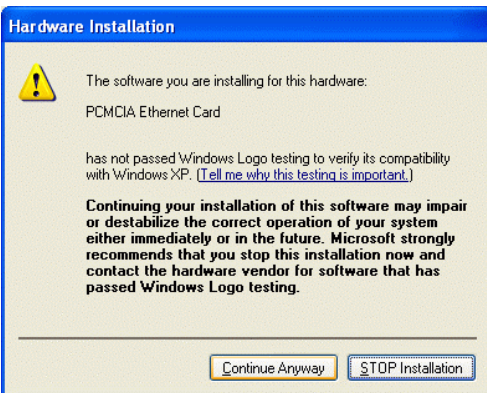 Hardware Installation
The software you are installing for this hardware:
PCMCIA Ethernet Card
has not passed Windows Logo testing to verify its compatibility
with Windows XP. (Tell me why this testing is important.)
Continuing your installation of this software may impair
or destabilize the correct operation of your system
either immediately or in the future. Microsoft strongly
recommends that you stop this installation now and
contact the hardware vendor for software that has
passed Windows Logo testing.
Continue Anyway
STOP Installation